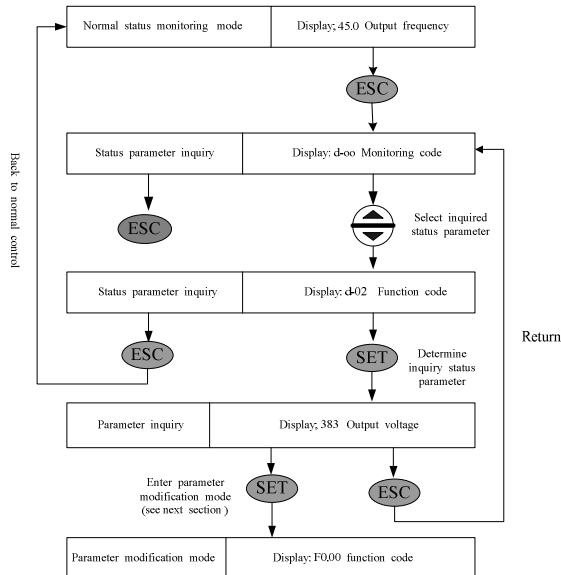 Normal status monitoring mode
Display; 45.0 Output frequency
ESC
Status parameter inquiry
Display: d-oo Monitoring code
ESC
Select inquired
status parameter
Back to normal control
Status parameter inquiry
Display: d-02 Function code
ESC
SET
Determine
inquiry status
parameter
Return
Parameter inquiry
Display; 383 Output voltage
Enter parameter
modification mode
(see next section )
SET
ESC
Parameter modification mode
Display: F0.00 function code